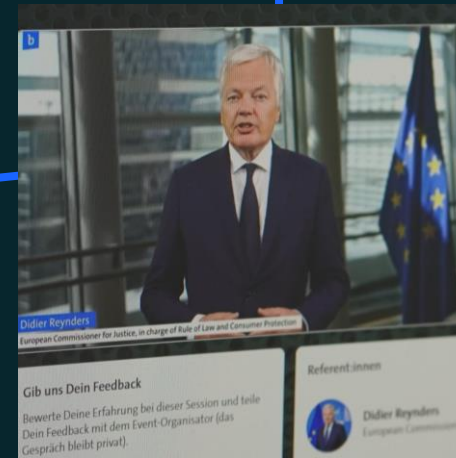 b
Didier Reynders
European Commissioner for Justice, in charge of Rule of Law and Consumer Protection
Gib uns Dein Feedback
Bewerte Deine Erfahrung bei dieser Session und teile
Dein Feedback mit dem Event-Organisator (das
Gespräch bleibt privat).
Referent:innen
Didier Reynders
European Commission